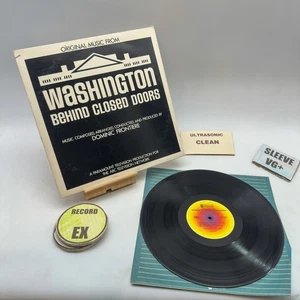 ORIGINAL MUSIC FROM
WASHINGTON
BEHIND CLOSED DOORS
MUSIC COMPOSED, ARRANGED, CONDUCTED AND PRODUCED BY
DOMINIC FRONTIERE
A PARAMOUNT TELEVISION PRODUCTION FOR
THE ABC TELEVISION NETWORK
ULTRASONIC
CLEAN
SLEEVE
VG+
RECORD
EX